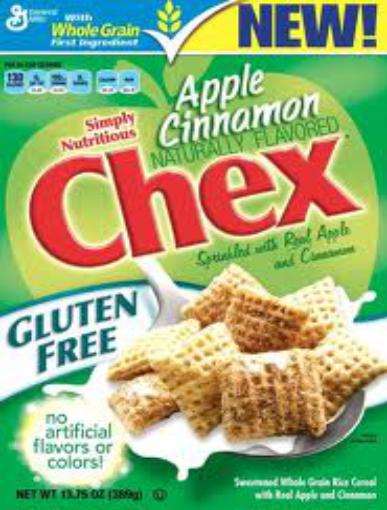 General Mills
With
Whole Grain
First Ingredient
NEW!
Apple
Cinnamon
NATURALLY FLAVORED
Simply
Nutritious
Chex
Sprinkled with Real Apple
and Cinnamon
GLUTEN
FREE
no
artificial
flavors or
colors!
Sweetened Whole Grain Rice Cereal
with Real Apple and Cinnamon
NET WT 13.75 OZ (389g)